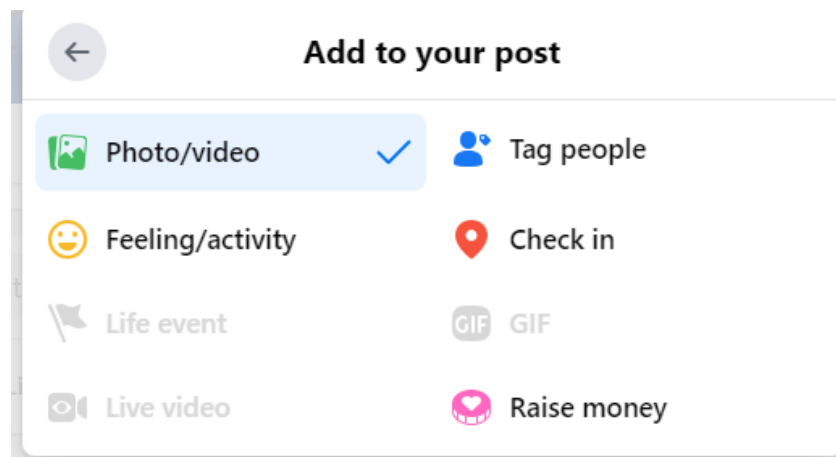 Add to your post
Photo/video
Tag people
Feeling/activity
Check in
Life event
GIF GIF
Live video
Raise money